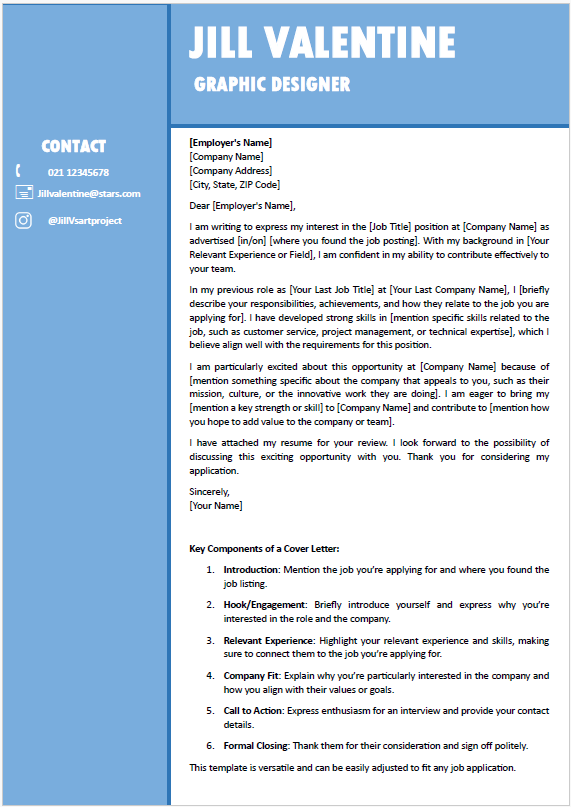 JILL VALENTINE
GRAPHIC DESIGNER
CONTACT
021 12345678
Jillvalentine@stars.com
@JillVsartproject
[Employer's Name]
[Company Name]
[Company Address]
[City, State, ZIP Code]
Dear [Employer's Name],
I am writing to express my interest in the [Job Title] position at [Company Name] as
advertised [in/on] [where you found the job posting]. With my background in [Your
Relevant Experience or Field], I am confident in my ability to contribute effectively to
your team.
In my previous role as [Your Last Job Title] at [Your Last Company Name], I [briefly
describe your responsibilities, achievements, and how they relate to the job you are
applying for]. I have developed strong skills in [mention specific skills related to the
job, such as customer service, project management, or technical expertise], which I
believe align well with the requirements for this position.
I am particularly excited about this opportunity at [Company Name] because of
[mention something specific about the company that appeals to you, such as their
mission, culture, or the innovative work they are doing]. I am eager to bring my
[mention a key strength or skill] to [Company Name] and contribute to [mention how
you hope to add value to the company or team].
I have attached my resume for your review. I look forward to the possibility of
discussing this exciting opportunity with you. Thank you for considering my
application.
Sincerely,
[Your Name]
Key Components of a Cover Letter:
1. Introduction: Mention the job you're applying for and where you found the
job listing.
2. Hook/Engagement: Briefly introduce yourself and express why you're
interested in the role and the company.
3. Relevant Experience: Highlight your relevant experience and skills, making
sure to connect them to the job you're applying for.
4. Company Fit: Explain why you're particularly interested in the company and
how you align with their values or goals.
5. Call to Action: Express enthusiasm for an interview and provide your contact
details.
6. Formal Closing: Thank them for their consideration and sign off politely.
This template is versatile and can be easily adjusted to fit any job application.